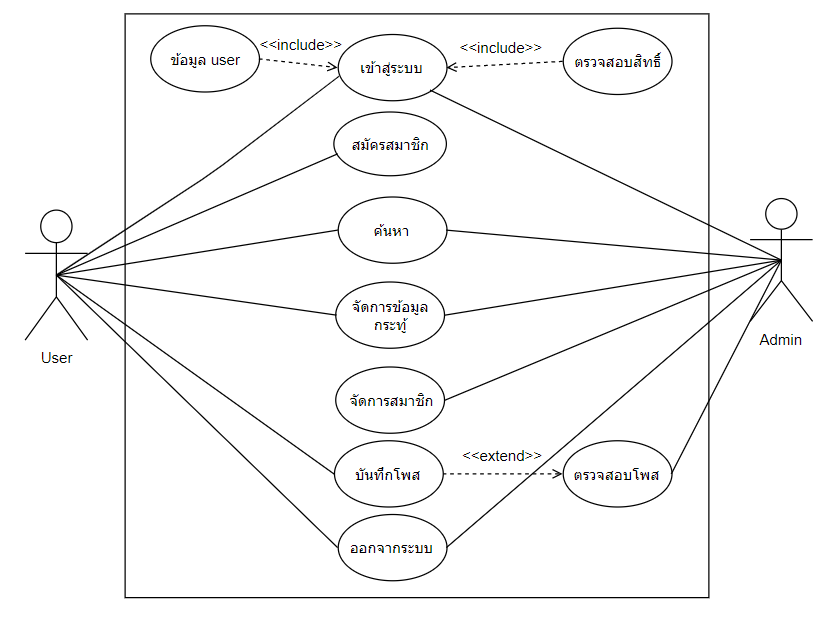 <<include>>
<<include>>
ข้อมูล user
เข้าสู่ระบบ
ตรวจสอบสิทธิ์
สมัครสมาชิก
ค้นหา
จัดการข้อมูล
กระทู้
User
Admin
จัดการสมาชิก
<<extend>>
บันทึกโพส
ตรวจสอบโพส
ออกจากระบบ